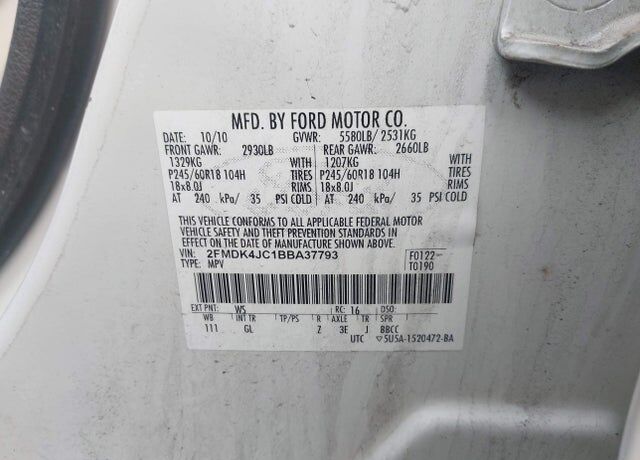 MFD. BY FORD MOTOR CO.
DATE: 10/10 GVWR: 5580LB/ 2531KG
FRONT GAWR: 2930LB REAR GAWR: 2660LB
1329KG WITH 1207KG WITH
P245/60R18 104H TIRES P245/60R18 104H TIRES
18x8.0J RIMS 18x8.0J RIMS
AT 240 kPa/ 35 PSI COLD AT 240 kPa/ 35 PSI COLD
THIS VEHICLE CONFORMS TO ALL APPLICABLE FEDERAL MOTOR
VEHICLE SAFETY AND THEFT PREVENTION STANDARDS IN
EFFECT ON THE DATE OF MANUFACTURE SHOWN ABOVE.
VIN: 2FMDK4JC1BBA37793 F0122
TYPE: MPV T0190
EXT PNT: WS RC: 16 DSO:
WB INT TR TP/PS R AXLE TR SPR
111 GL Z 3E J BBCC
UTC ▽5U5A-1520472-BA